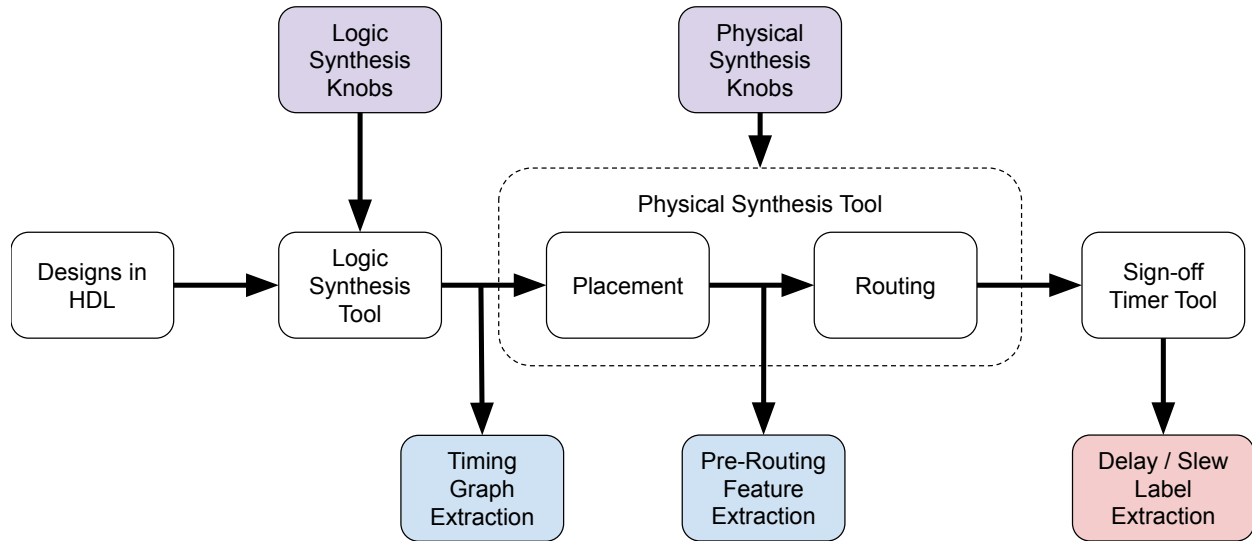 Logic
Synthesis
Knobs
Physical
Synthesis
Knobs
Physical Synthesis Tool
Designs in
HDL
Logic
Synthesis
Tool
Placement
Routing
Sign-off
Timer Tool
Timing
Graph
Extraction
Pre-Routing
Feature
Extraction
Delay / Slew
Label
Extraction